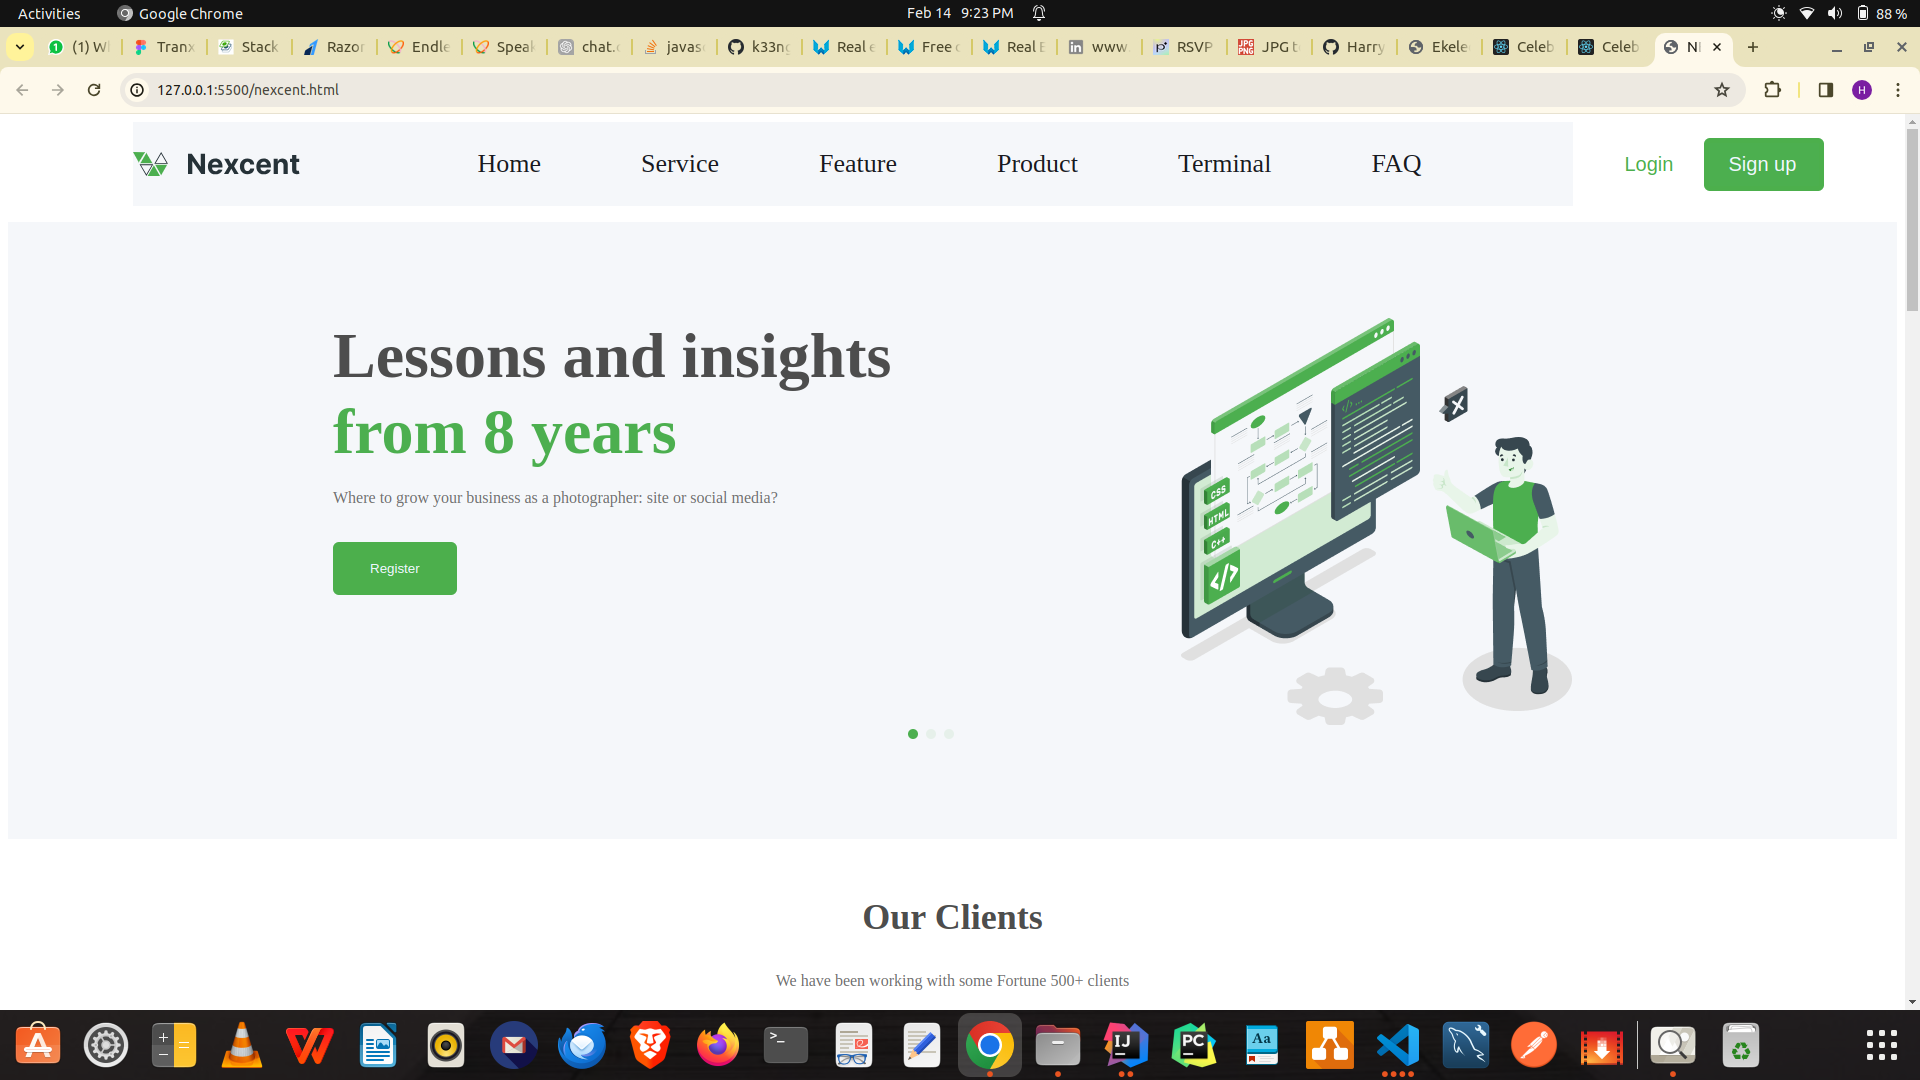 Activities Google Chrome Feb 14 9:23 PM 88 %
(1) W Tranx Stack Razor Endle Speak chat. javas k33n Real e Free Real E www. RSVP JPG t Harry Ekele Celeb Celeb N
127.0.0.1:5500/nexcent.html H
Nexcent Home Service Feature Product Terminal FAQ Login Sign up
Lessons and insights
from 8 years
Where to grow your business as a photographer: site or social media?
Register
CSS
HTML
C++
</>
Our Clients
We have been working with some Fortune 500+ clients